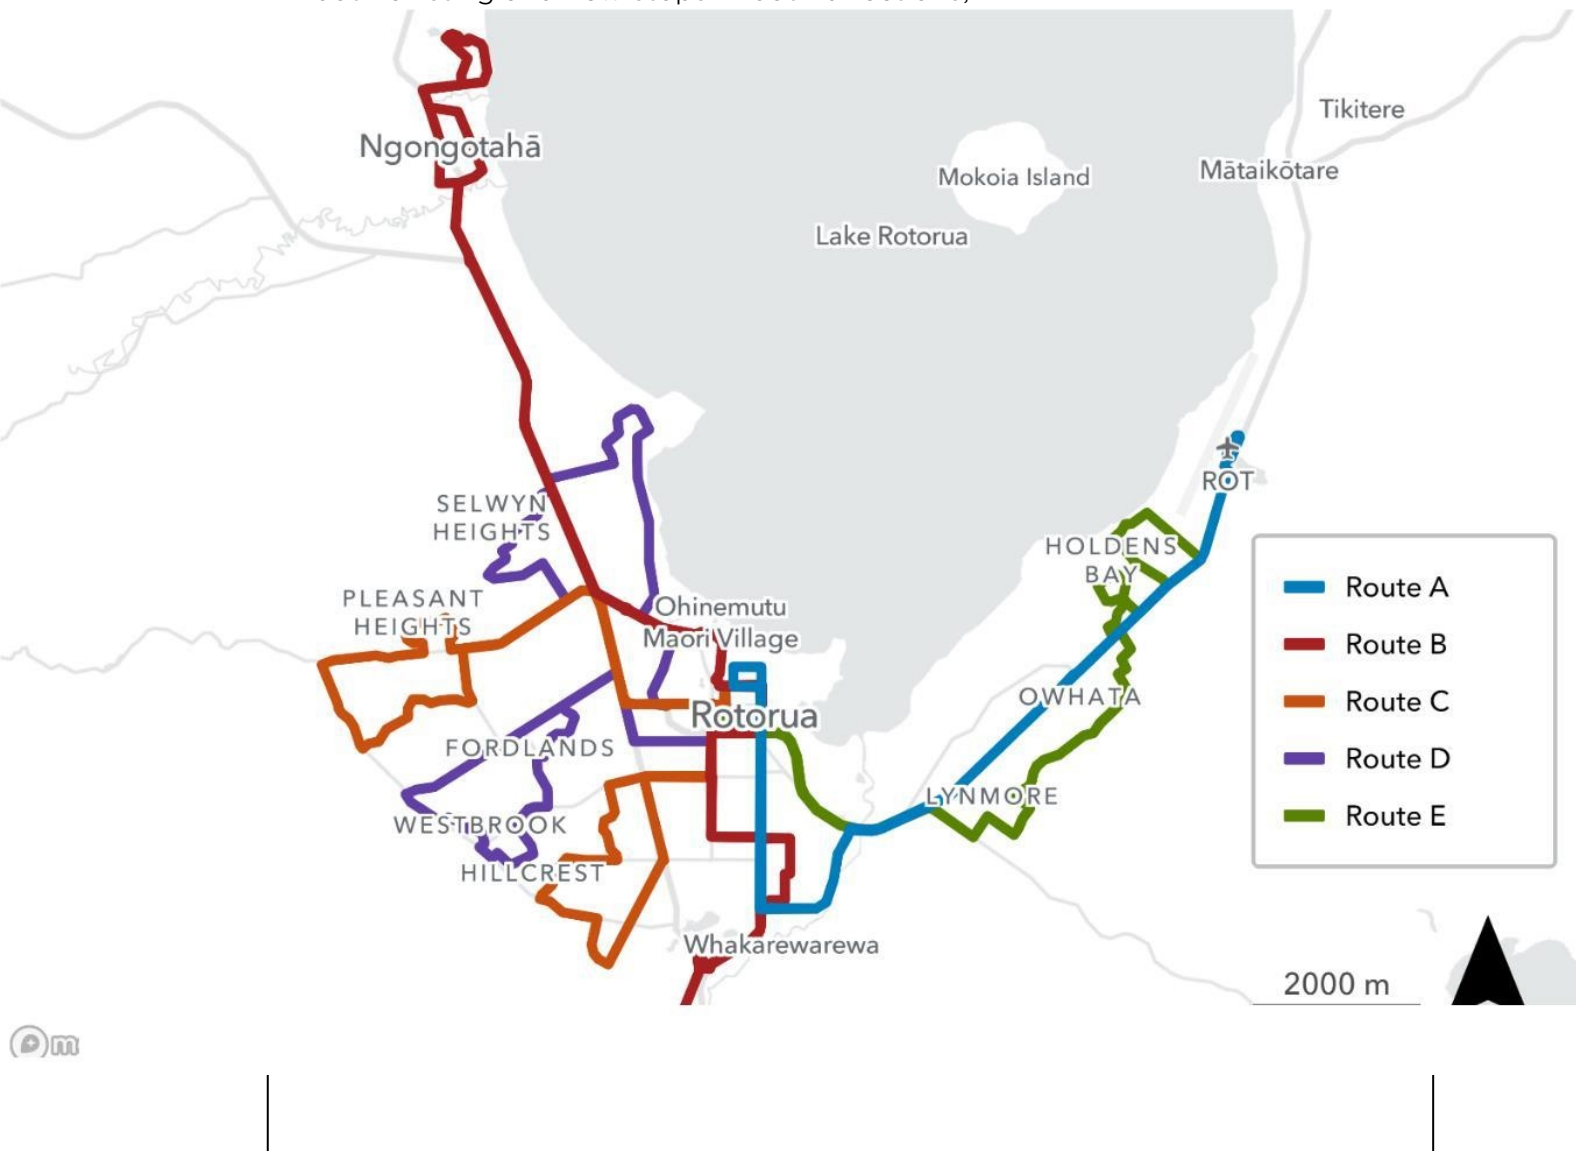 Tikitere
Ngongotahā
Mātaikōtare
Mokoia Island
Lake Rotorua
ROT
SELWYN
HEIGHTS
HOLDENS
BAY
PLEASANT
HEIGHTS
Ohinemutu
Maori Village
OWHATA
Rotorua
FORDLANDS
LYNMORE
WESTBROOK
HILLCREST
Whakarewarewa
Route A
Route B
Route C
Route D
Route E
2000 m
m